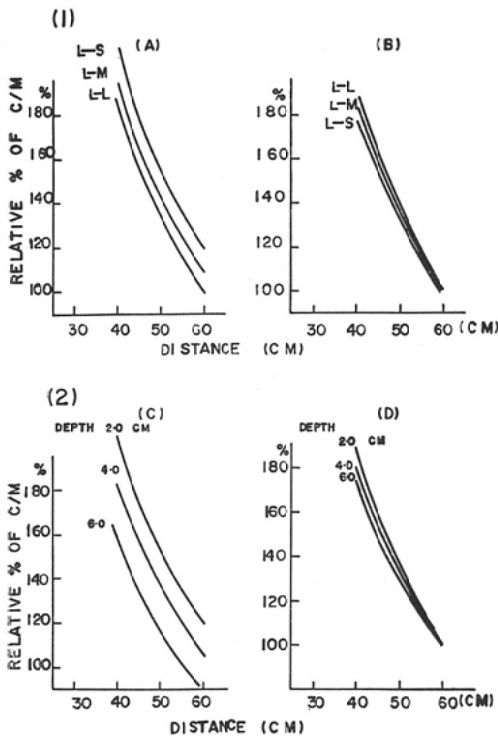 (1)
(A)
(B)
L—S
L—M
L—L
L—L
L—M
L—S
%
180
160
120
100
%
180
160
120
100
RELATIVE % OF C/M
30 40 50 60
30 40 50 60 (CM)
DISTANCE (CM)
(2)
(C)
(D)
DEPTH 2·0 CM
4·0
6·0
DEPTH
2·0 CM
4·0
6·0
%
180
160
140
120
100
%
180
160
140
120
100
RELATIVE % OF C/M
30 40 50 60
30 40 50 60 (CM)
DISTANCE (CM)